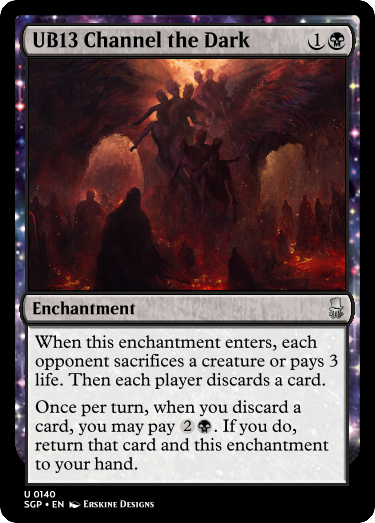 UB13 Channel the Dark 1
Enchantment
When this enchantment enters, each
opponent sacrifices a creature or pays 3
life. Then each player discards a card.
Once per turn, when you discard a
card, you may pay 2 . If you do,
return that card and this enchantment
to your hand.
U 0140
SGP • EN Erskine Designs